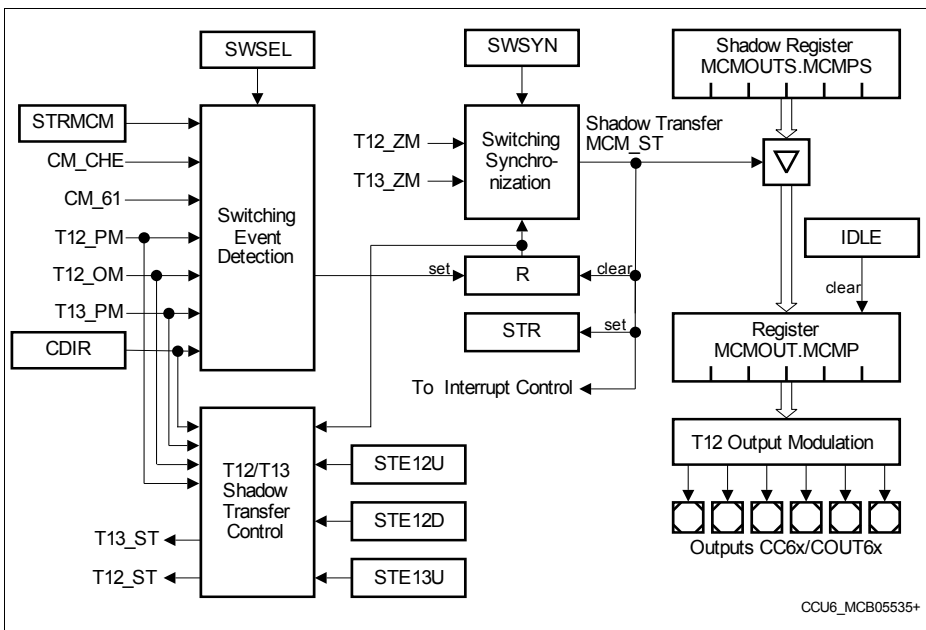 SWSEL
SWSYN
Shadow Register
MCMOUTS.MCMPS
STRMCM
CM_CHE
CM_61
T12_PM
T12_OM
T13_PM
CDIR
Switching
Event
Detection
T12_ZM
T13_ZM
Switching
Synchro-
nization
Shadow Transfer
MCM_ST
IDLE
clear
set
R
clear
STR
set
To Interrupt Control
Register
MCMOUT.MCMP
T12 Output Modulation
Outputs CC6x/COUT6x
T12/T13
Shadow
Transfer
Control
STE12U
STE12D
STE13U
T13_ST
T12_ST
CCU6_MCB05535+